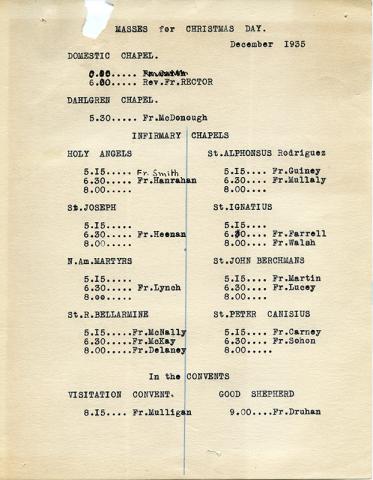 MASSES for CHRISTMAS DAY.
December 1935
DOMESTIC CHAPEL.
6.00..... Rev.Fr.RECTOR
DAHLGREN CHAPEL.
5.30..... Fr.McDonough
INFIRMARY CHAPELS
HOLY ANGELS
5.15..... Fr. Smith
6.30..... Fr.Hanrahan
8.00.....
St.ALPHONSUS Rodriguez
5.15.... Fr.Guiney
6.30.... Fr.Mullaly
8.00....
St.JOSEPH
5.15.....
6.30..... Fr.Heenan
8.00.....
St.IGNATIUS
5.15....
6.30.... Fr.Farrell
8.00.... Fr.Walsh
N.Am.MARTYRS
5.15.....
6.30..... Fr.Lynch
8.00.....
St.JOHN BERCHMANS
5.15.... Fr.Martin
6.30.... Fr.Lucey
8.00....
St.R.BELLARMINE
5.15.....Fr.McNally
6.30.....Fr.McKay
8.00.....Fr.Delaney
St.PETER CANISIUS
5.15.... Fr.Carney
6.30.... Fr.Sohon
8.00....
In the CONVENTS
VISITATION CONVENT.
8.15.... Fr.Mulligan
GOOD SHEPHERD
9.00....Fr.Druhan